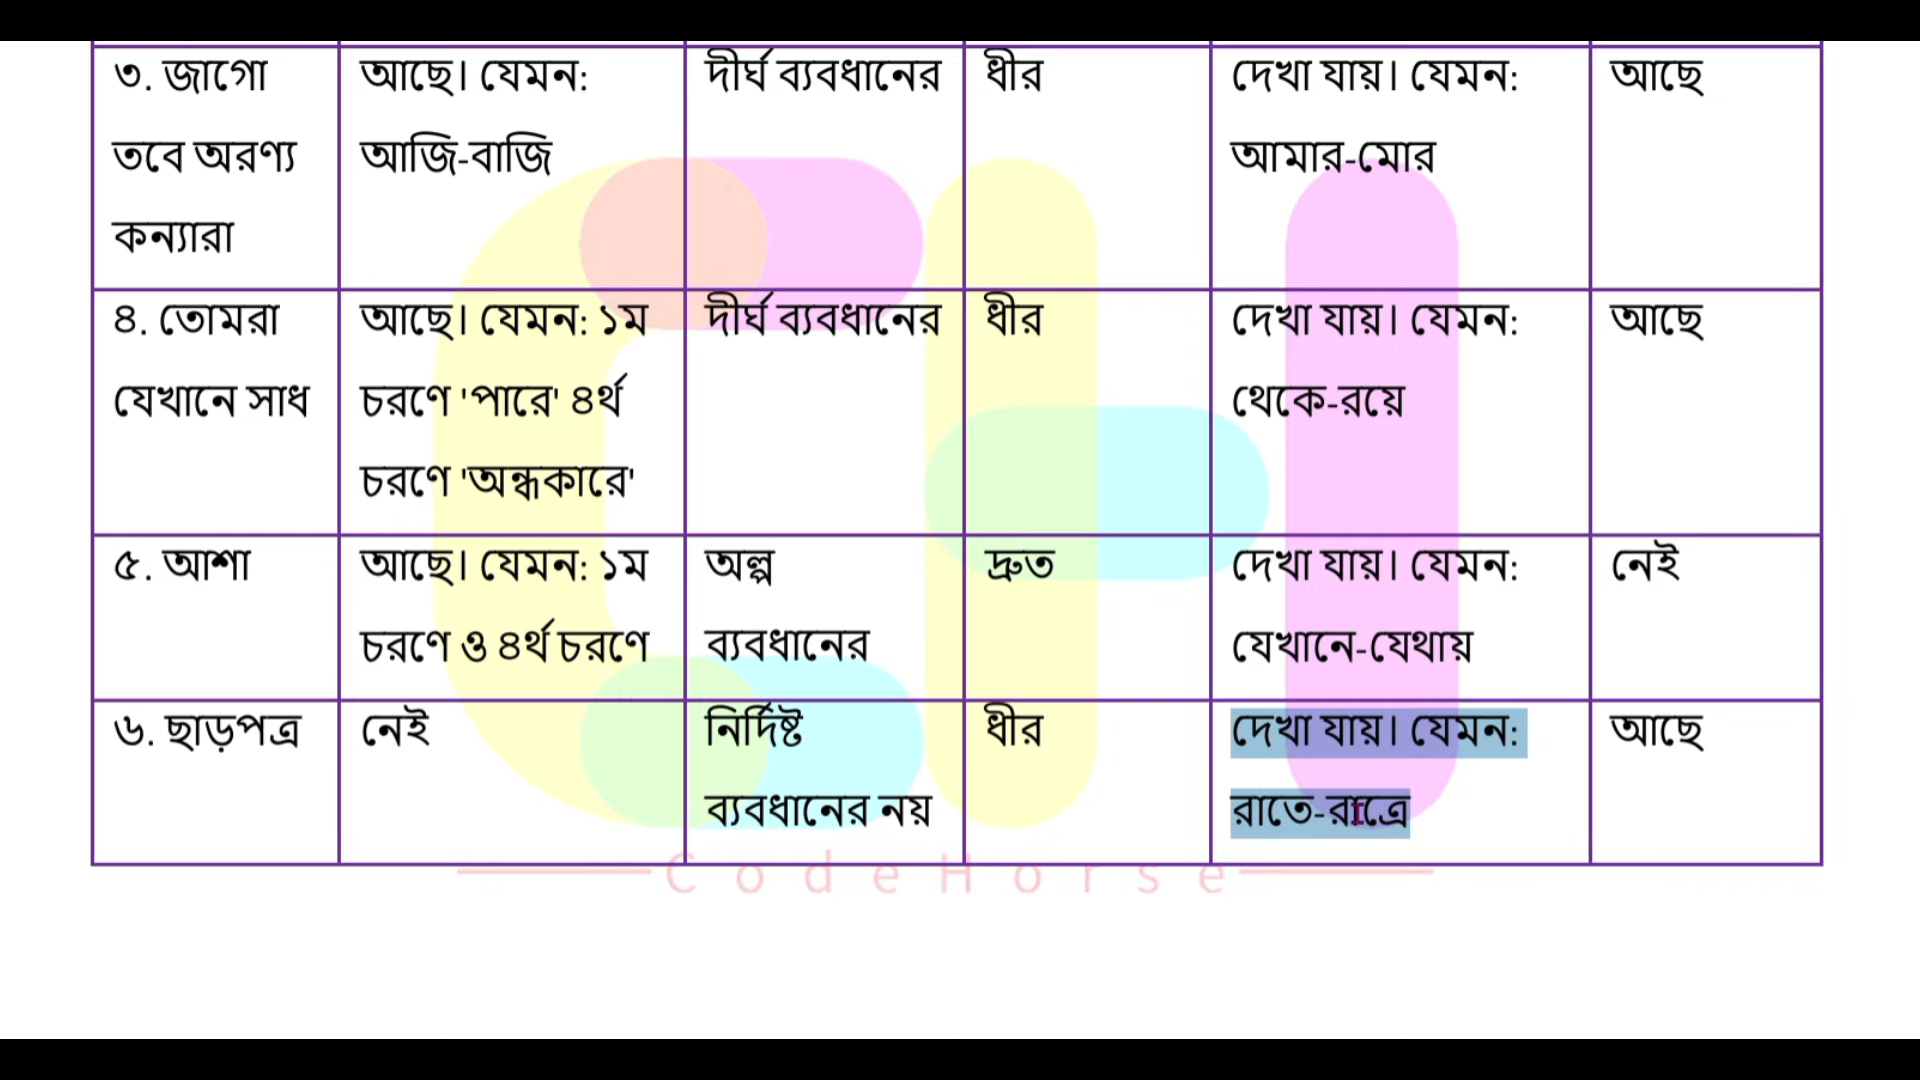 ৩. জাগো
তবে অরণ্য
কন্যারা
আছে। যেমন:
আজি-বাজি
দীর্ঘ ব্যবধানের
ধীর
দেখা যায়। যেমন:
আমার-মোর
আছে
৪. তোমরা
যেখানে সাধ
আছে। যেমন: ১ম
চরণে 'পারে' ৪র্থ
চরণে 'অন্ধকারে'
দীর্ঘ ব্যবধানের
ধীর
দেখা যায়। যেমন:
থেকে-রয়ে
আছে
৫. আশা
আছে। যেমন: ১ম
চরণে ও ৪র্থ চরণে
অল্প
ব্যবধানের
দ্রুত
দেখা যায়। যেমন:
যেখানে-যেথায়
নেই
৬. ছাড়পত্র
নেই
নির্দিষ্ট
ব্যবধানের নয়
ধীর
দেখা যায়। যেমন:
রাতে-রাত্রে
আছে
CodeHorse